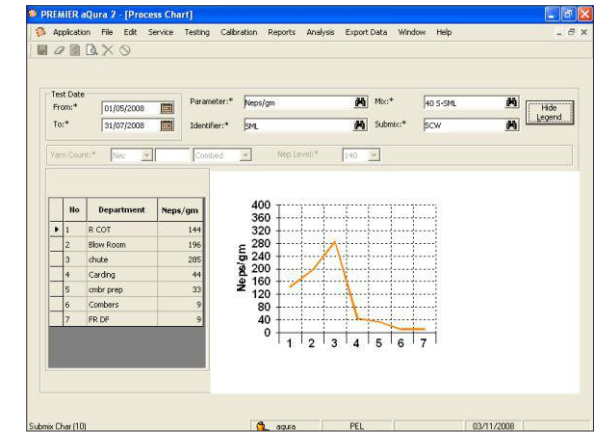 PREMIER aQura 2 - [Process Chart]
Application File Edit Service Testing Calibration Reports Analysis Export Data Window Help
Test Date
From:* 01/05/2008 Parameter:* Neps/gm Mix:* 40 S-SML Hide Legend
To:* 31/07/2008 Identifier:* SML Submix:* SCW
Yarn Count:* Nec Combed Nep Level:* 140
No Department Neps/gm
1 R COT 144
2 Blow Room 196
3 chute 285
4 Carding 44
5 cmbr prep 33
6 Combers 9
7 FR DF 9
Neps/gm
400
360
320
280
240
200
160
120
80
40
0
1 2 3 4 5 6 7
Submix Char(10) aqura PEL 03/11/2008